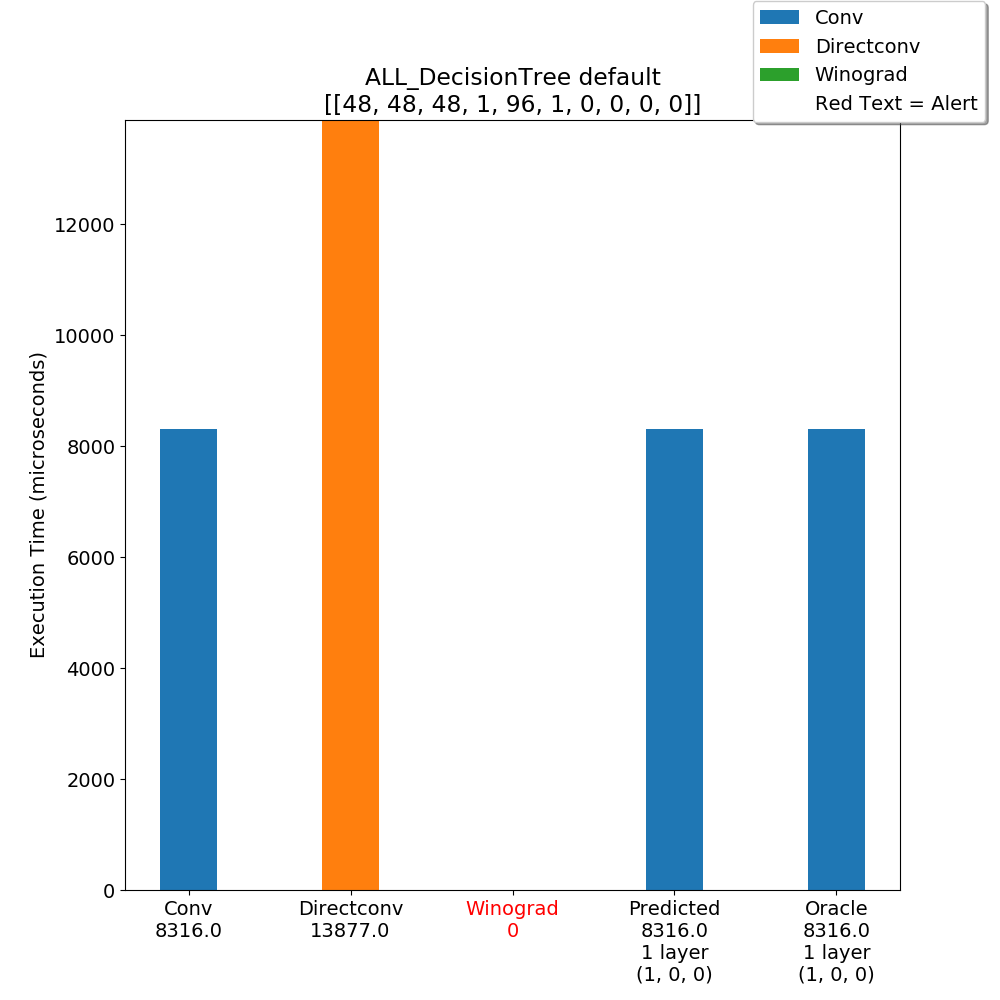 Conv
Directconv
Winograd
Red Text = Alert
ALL_DecisionTree default
[[48, 48, 48, 1, 96, 1, 0, 0, 0, 0]]
Execution Time (microseconds)
12000
10000
8000
6000
4000
2000
0
Conv
8316.0
Directconv
13877.0
Winograd
0
Predicted
8316.0
1 layer
(1, 0, 0)
Oracle
8316.0
1 layer
(1, 0, 0)